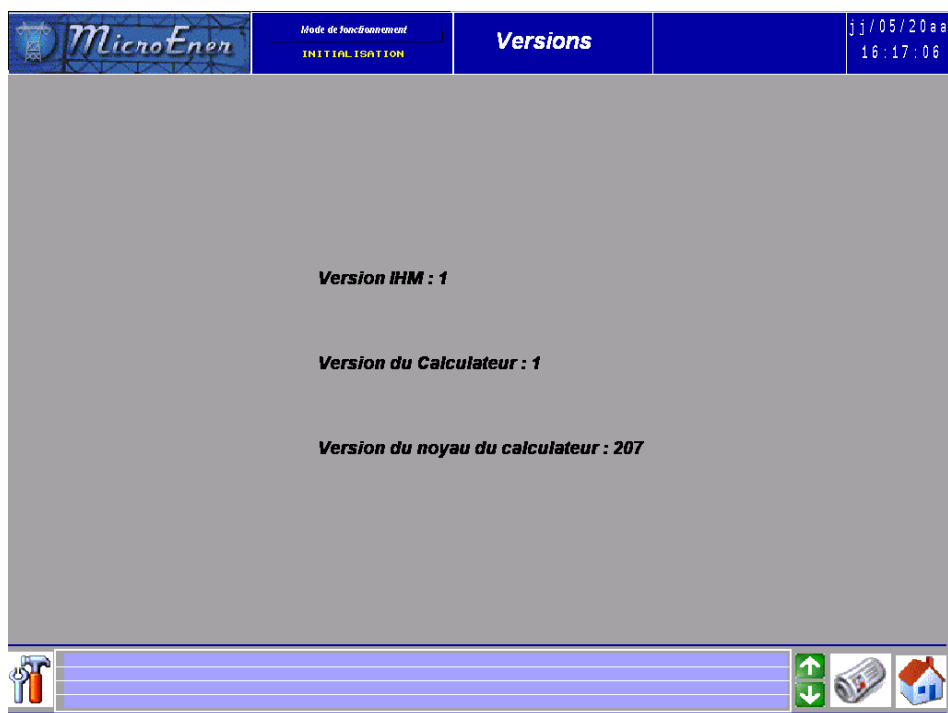 MicroEner
Mode de fonctionnement
INITIALISATION
Versions
jj/05/20aa
16:17:06
Version IHM : 1
Version du Calculateur : 1
Version du noyau du calculateur : 207